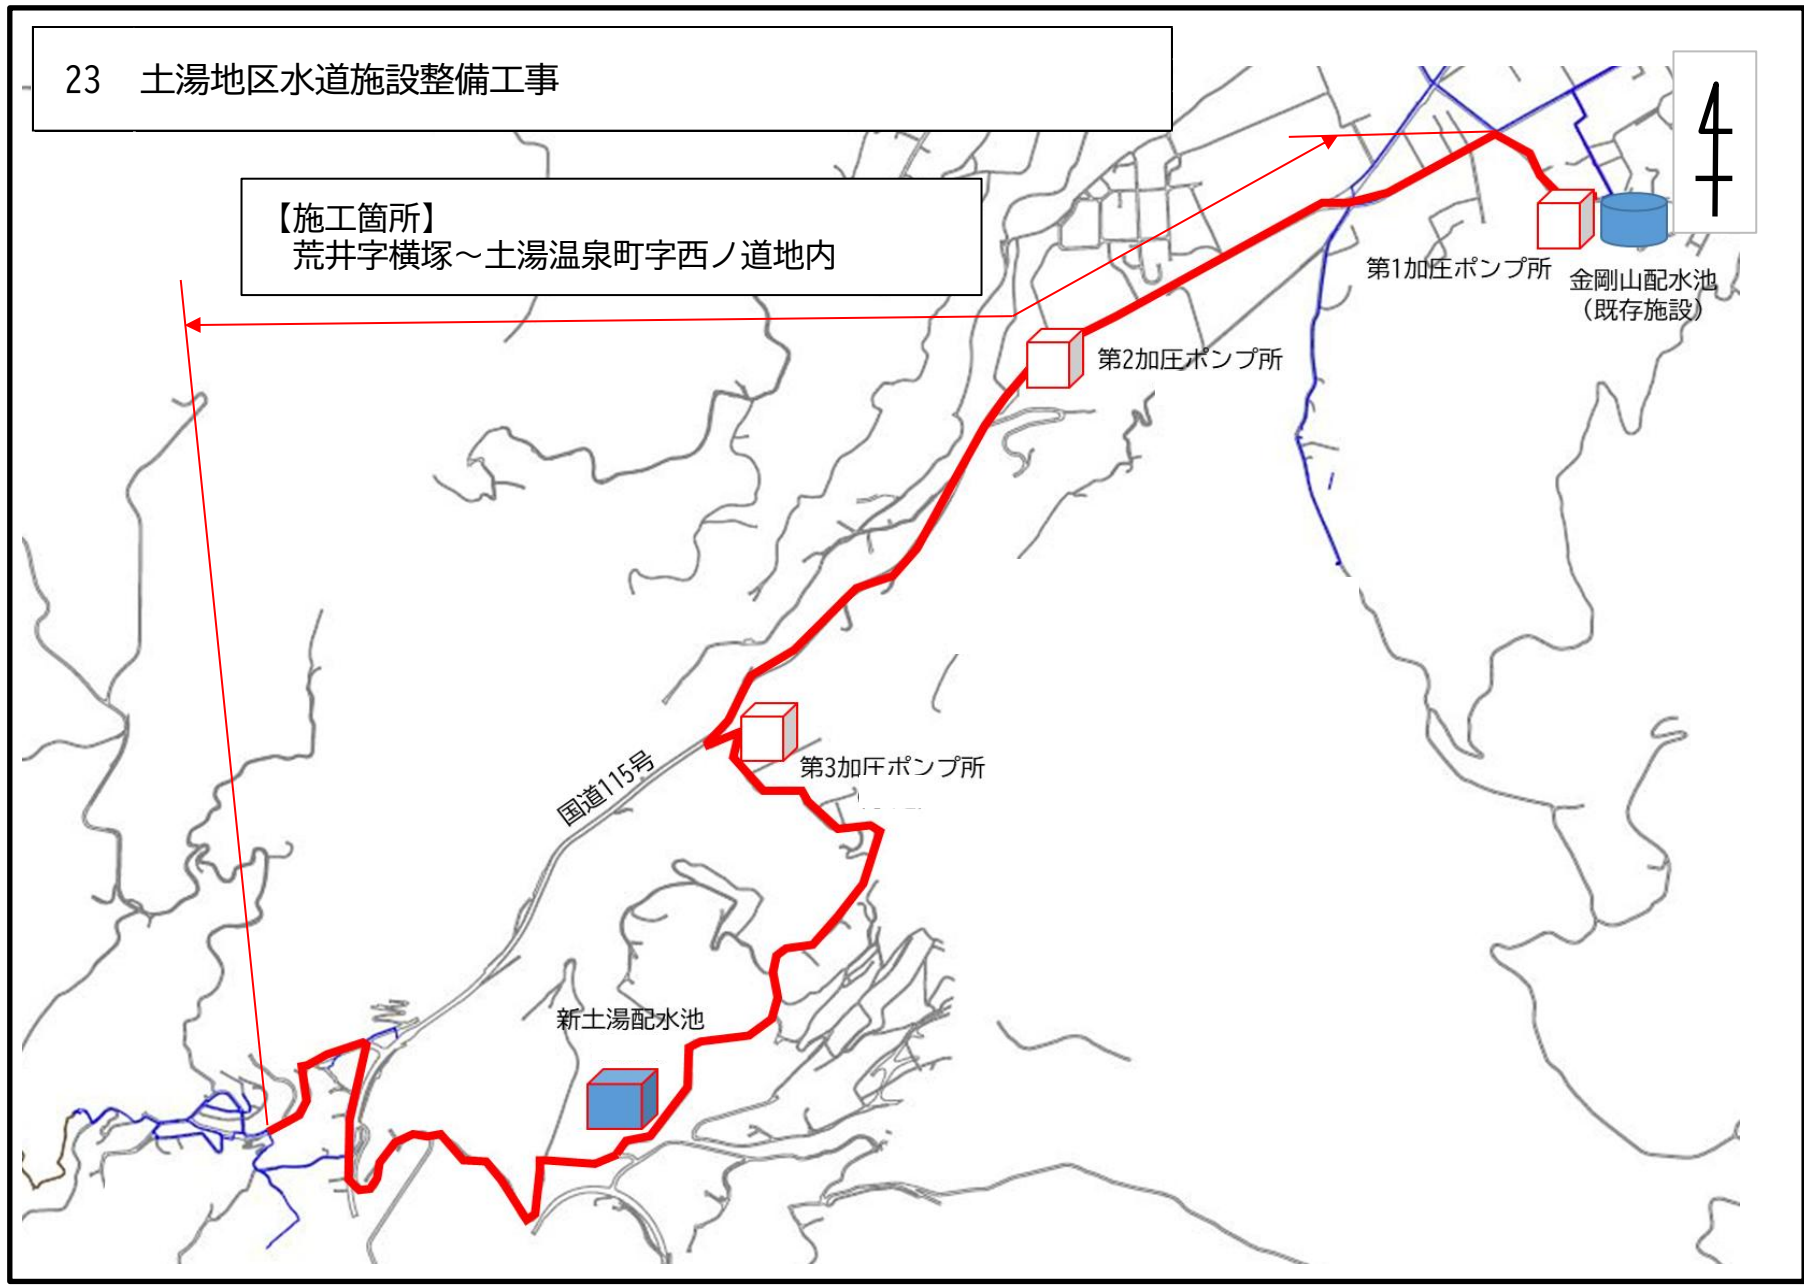 23　土湯地区水道施設整備工事
【施工箇所】
荒井字横塚～土湯温泉町字西ノ道地内
第1加圧ポンプ所
金剛山配水池
（既存施設）
第2加圧ポンプ所
第3加圧ポンプ所
国道115号
新土湯配水池